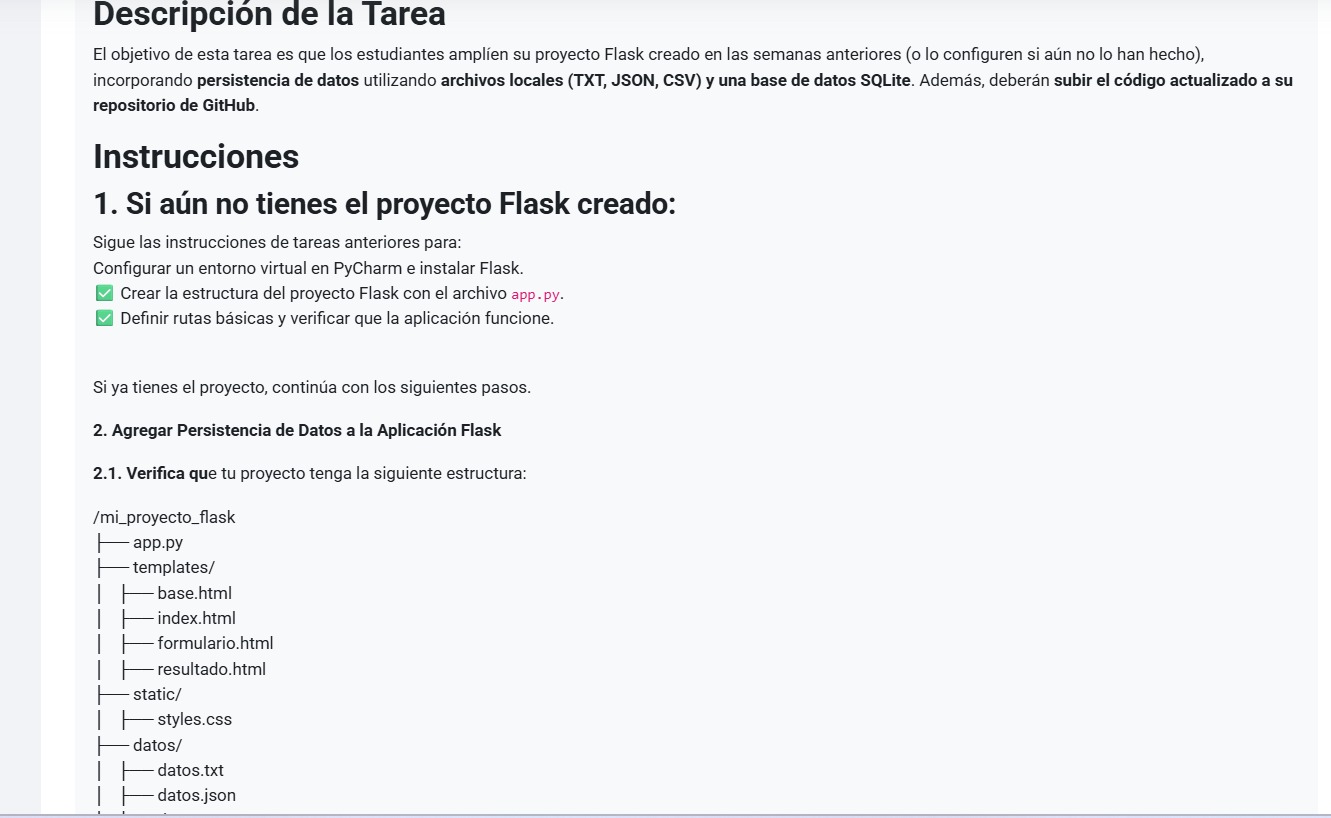 Descripción de la Tarea
El objetivo de esta tarea es que los estudiantes amplíen su proyecto Flask creado en las semanas anteriores (o lo configuren si aún no lo han hecho),
incorporando persistencia de datos utilizando archivos locales (TXT, JSON, CSV) y una base de datos SQLite. Además, deberán subir el código actualizado a su
repositorio de GitHub.
Instrucciones
1. Si aún no tienes el proyecto Flask creado:
Sigue las instrucciones de tareas anteriores para:
Configurar un entorno virtual en PyCharm e instalar Flask.
✅ Crear la estructura del proyecto Flask con el archivo app.py.
✅ Definir rutas básicas y verificar que la aplicación funcione.
Si ya tienes el proyecto, continúa con los siguientes pasos.
2. Agregar Persistencia de Datos a la Aplicación Flask
2.1. Verifica que tu proyecto tenga la siguiente estructura:
/mi_proyecto_flask
├── app.py
├── templates/
│ ├── base.html
│ ├── index.html
│ ├── formulario.html
│ ├── resultado.html
├── static/
│ ├── styles.css
├── datos/
│ ├── datos.txt
│ ├── datos.json